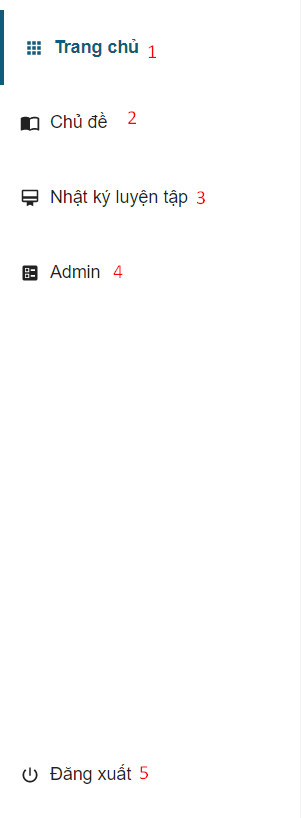 Trang chủ 1
Chủ đề 2
Nhật ký luyện tập 3
Admin 4
Đăng xuất 5